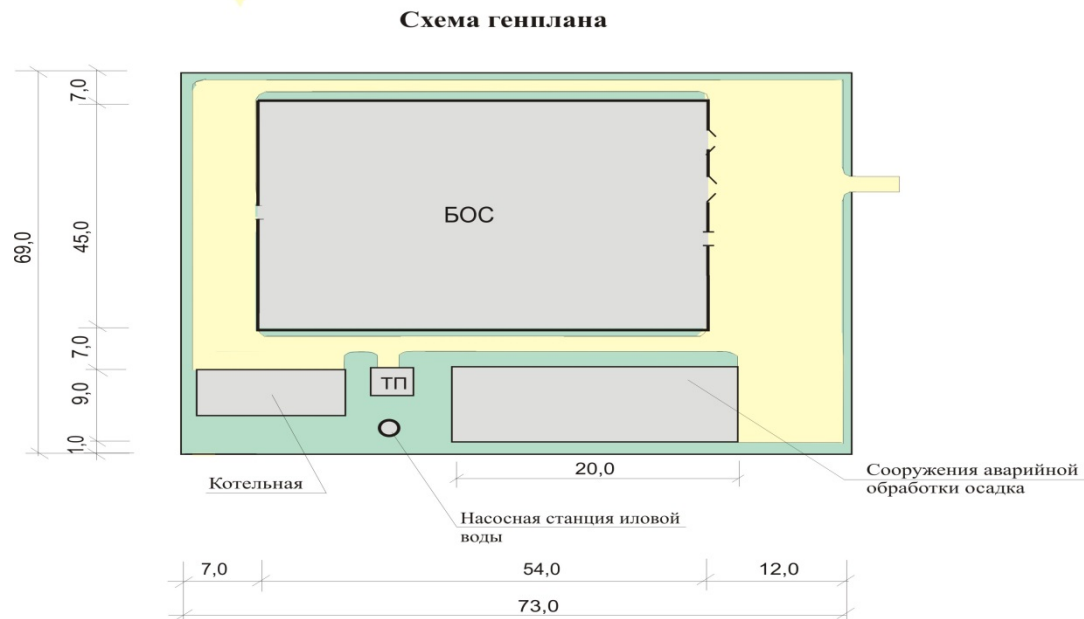 Схема генплана
7,0
69,0
45,0
БОС
7,0
9,0
ТП
1,0
20,0
Котельная
Сооружения аварийной
обработки осадка
Насосная станция иловой
воды
7,0
54,0
12,0
73,0